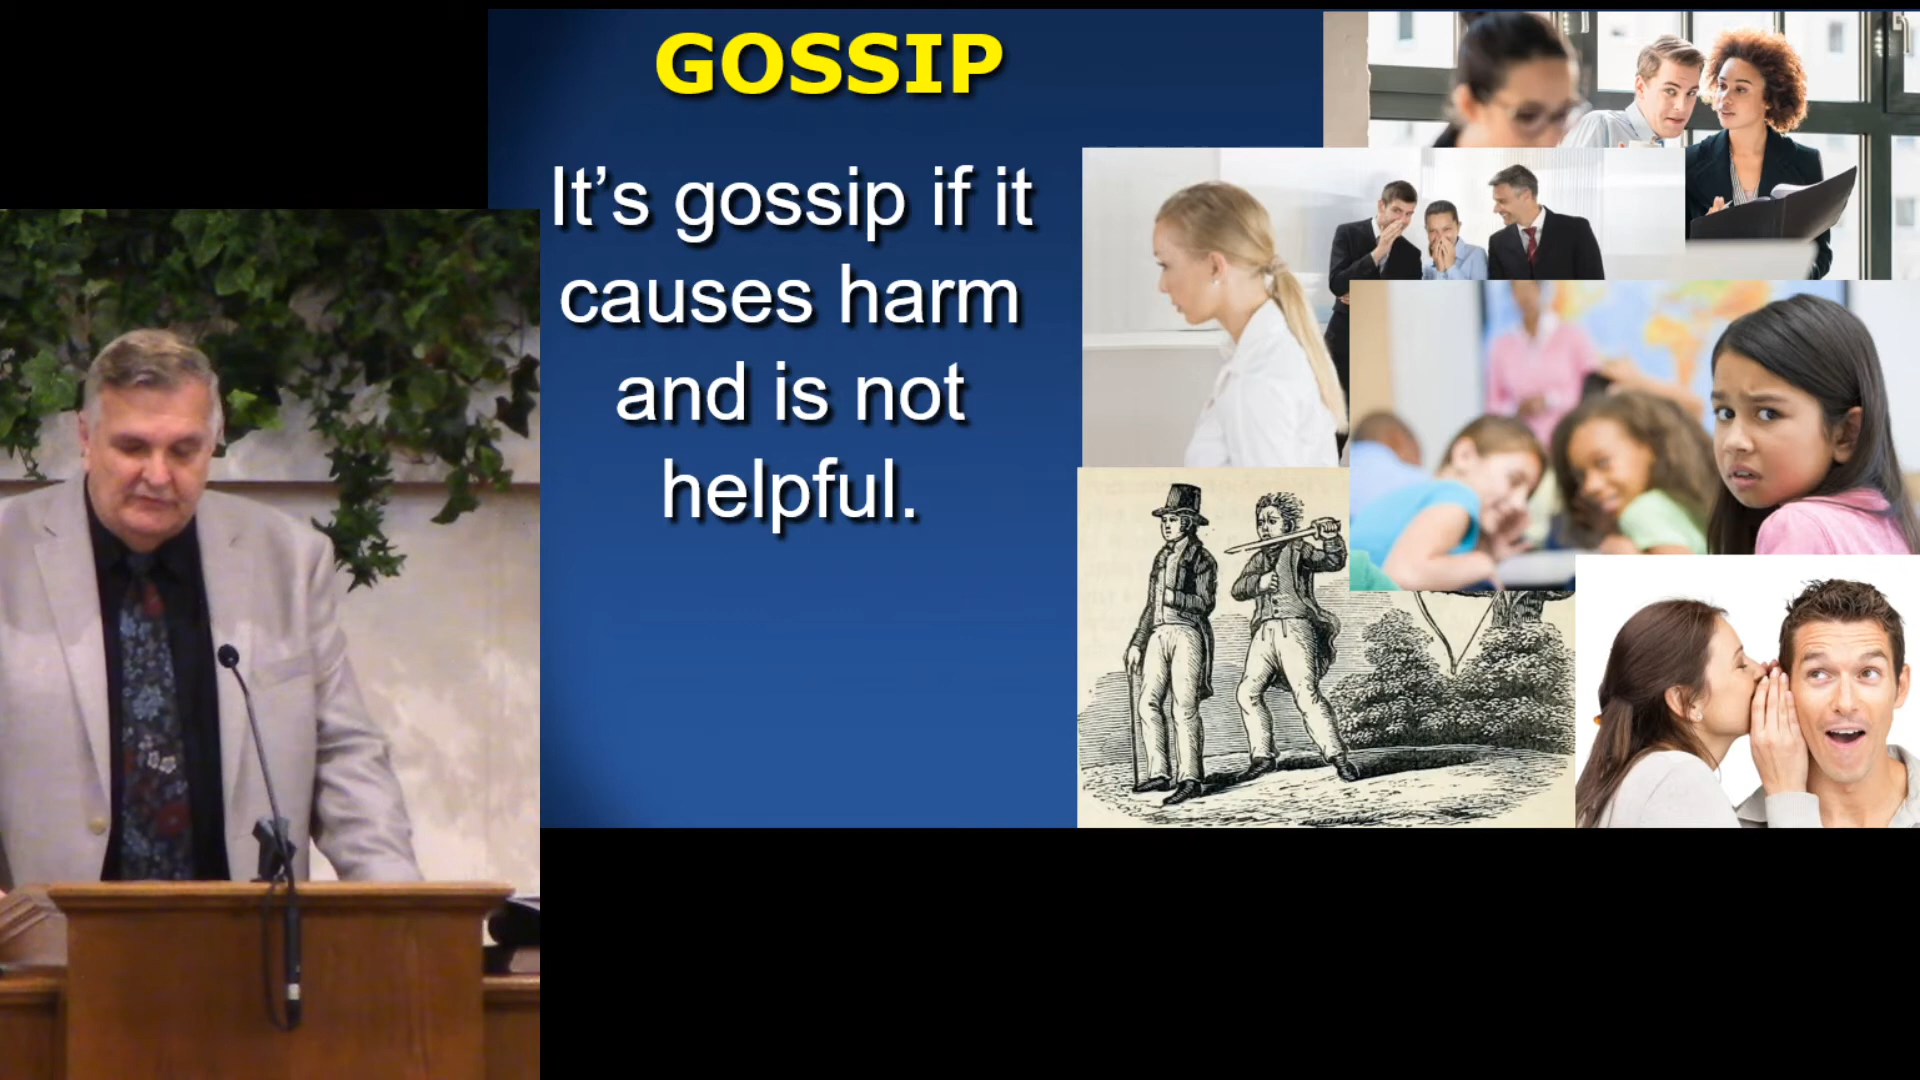 GOSSIP
It’s gossip if it
causes harm
and is not
helpful.